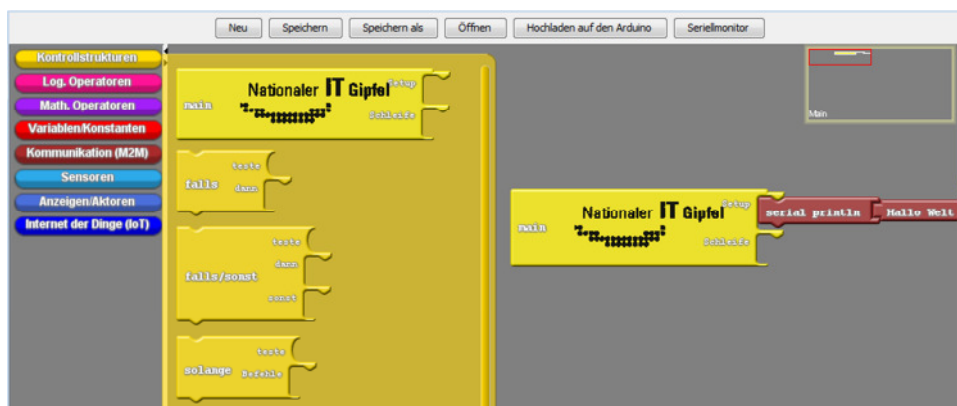 Neu Speichern Speichern als Öffnen Hochladen auf den Arduino Seriellmonitor
Kontrollstrukturen
Log. Operatoren
Math. Operatoren
Variablen/Konstanten
Kommunikation (M2M)
Sensoren
Anzeigen/Aktoren
Internet der Dinge (IoT)
main Nationaler IT Gipfel Setup
Schleife
falls teste
dann
falls/sonst teste
dann
sonst
solange teste
Befehle
main Nationaler IT Gipfel Setup
Schleife
serial println Hallo Welt
Main